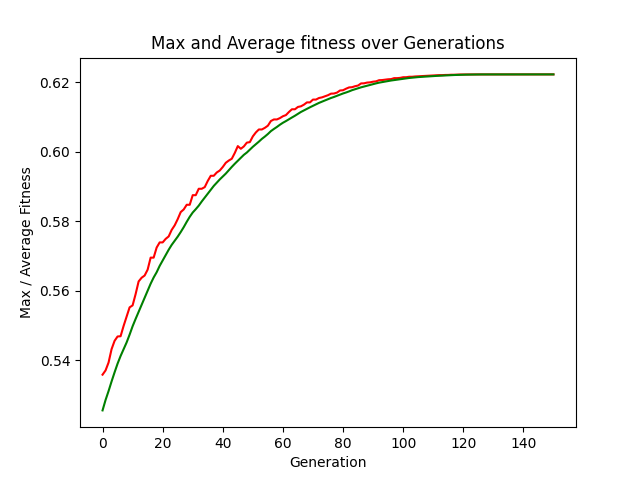 Max and Average fitness over Generations
Max / Average Fitness
0.62
0.60
0.58
0.56
0.54
0 20 40 60 80 100 120 140
Generation